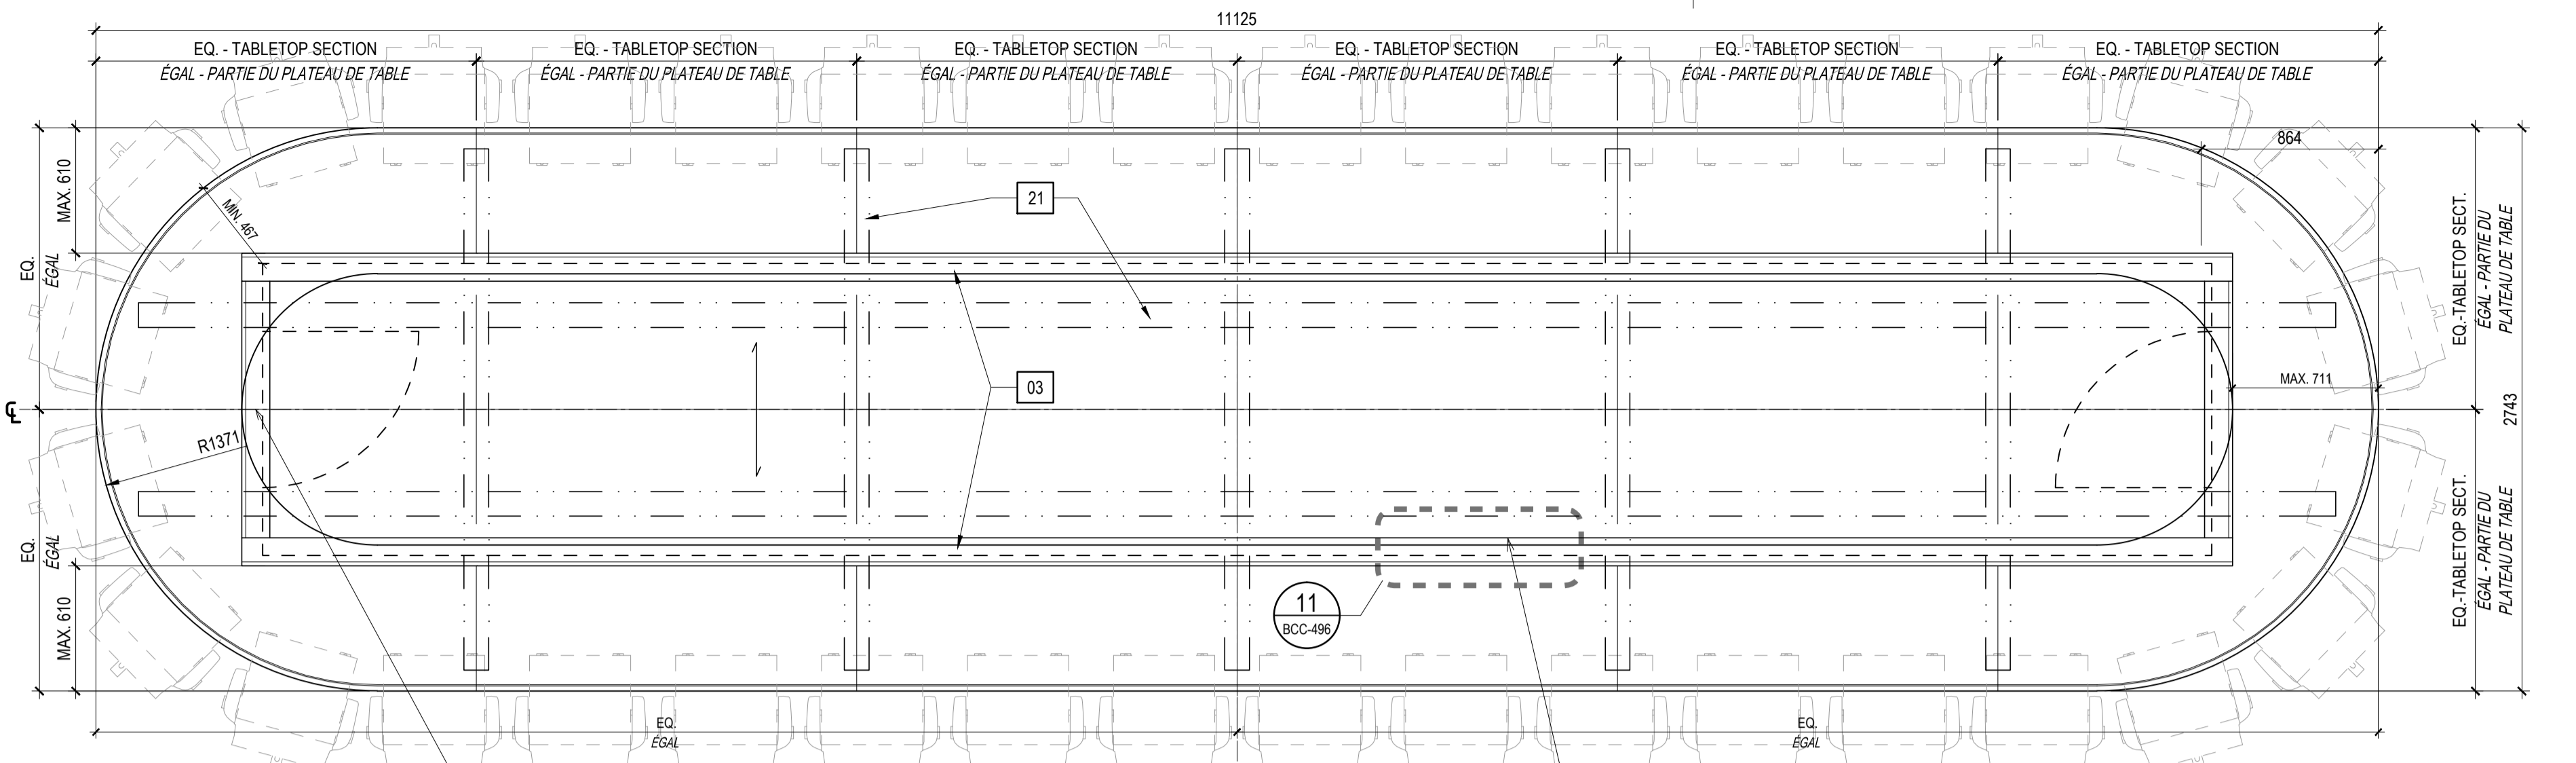 11125
EQ. - TABLETOP SECTION
ÉGAL - PARTIE DU PLATEAU DE TABLE
EQ. - TABLETOP SECTION
ÉGAL - PARTIE DU PLATEAU DE TABLE
EQ. - TABLETOP SECTION
ÉGAL - PARTIE DU PLATEAU DE TABLE
EQ. - TABLETOP SECTION
ÉGAL - PARTIE DU PLATEAU DE TABLE
EQ. - TABLETOP SECTION
ÉGAL - PARTIE DU PLATEAU DE TABLE
EQ. - TABLETOP SECTION
ÉGAL - PARTIE DU PLATEAU DE TABLE
864
MAX. 610
MIN. 467
21
EQ.
ÉGAL
EQ.-TABLETOP SECT.
ÉGAL - PARTIE DU
PLATEAU DE TABLE
03
MAX. 711
℄
2743
R1371
EQ.
ÉGAL
MAX. 610
EQ.-TABLETOP SECT.
ÉGAL - PARTIE DU
PLATEAU DE TABLE
11
BCC-496
EQ.
ÉGAL
EQ.
ÉGAL